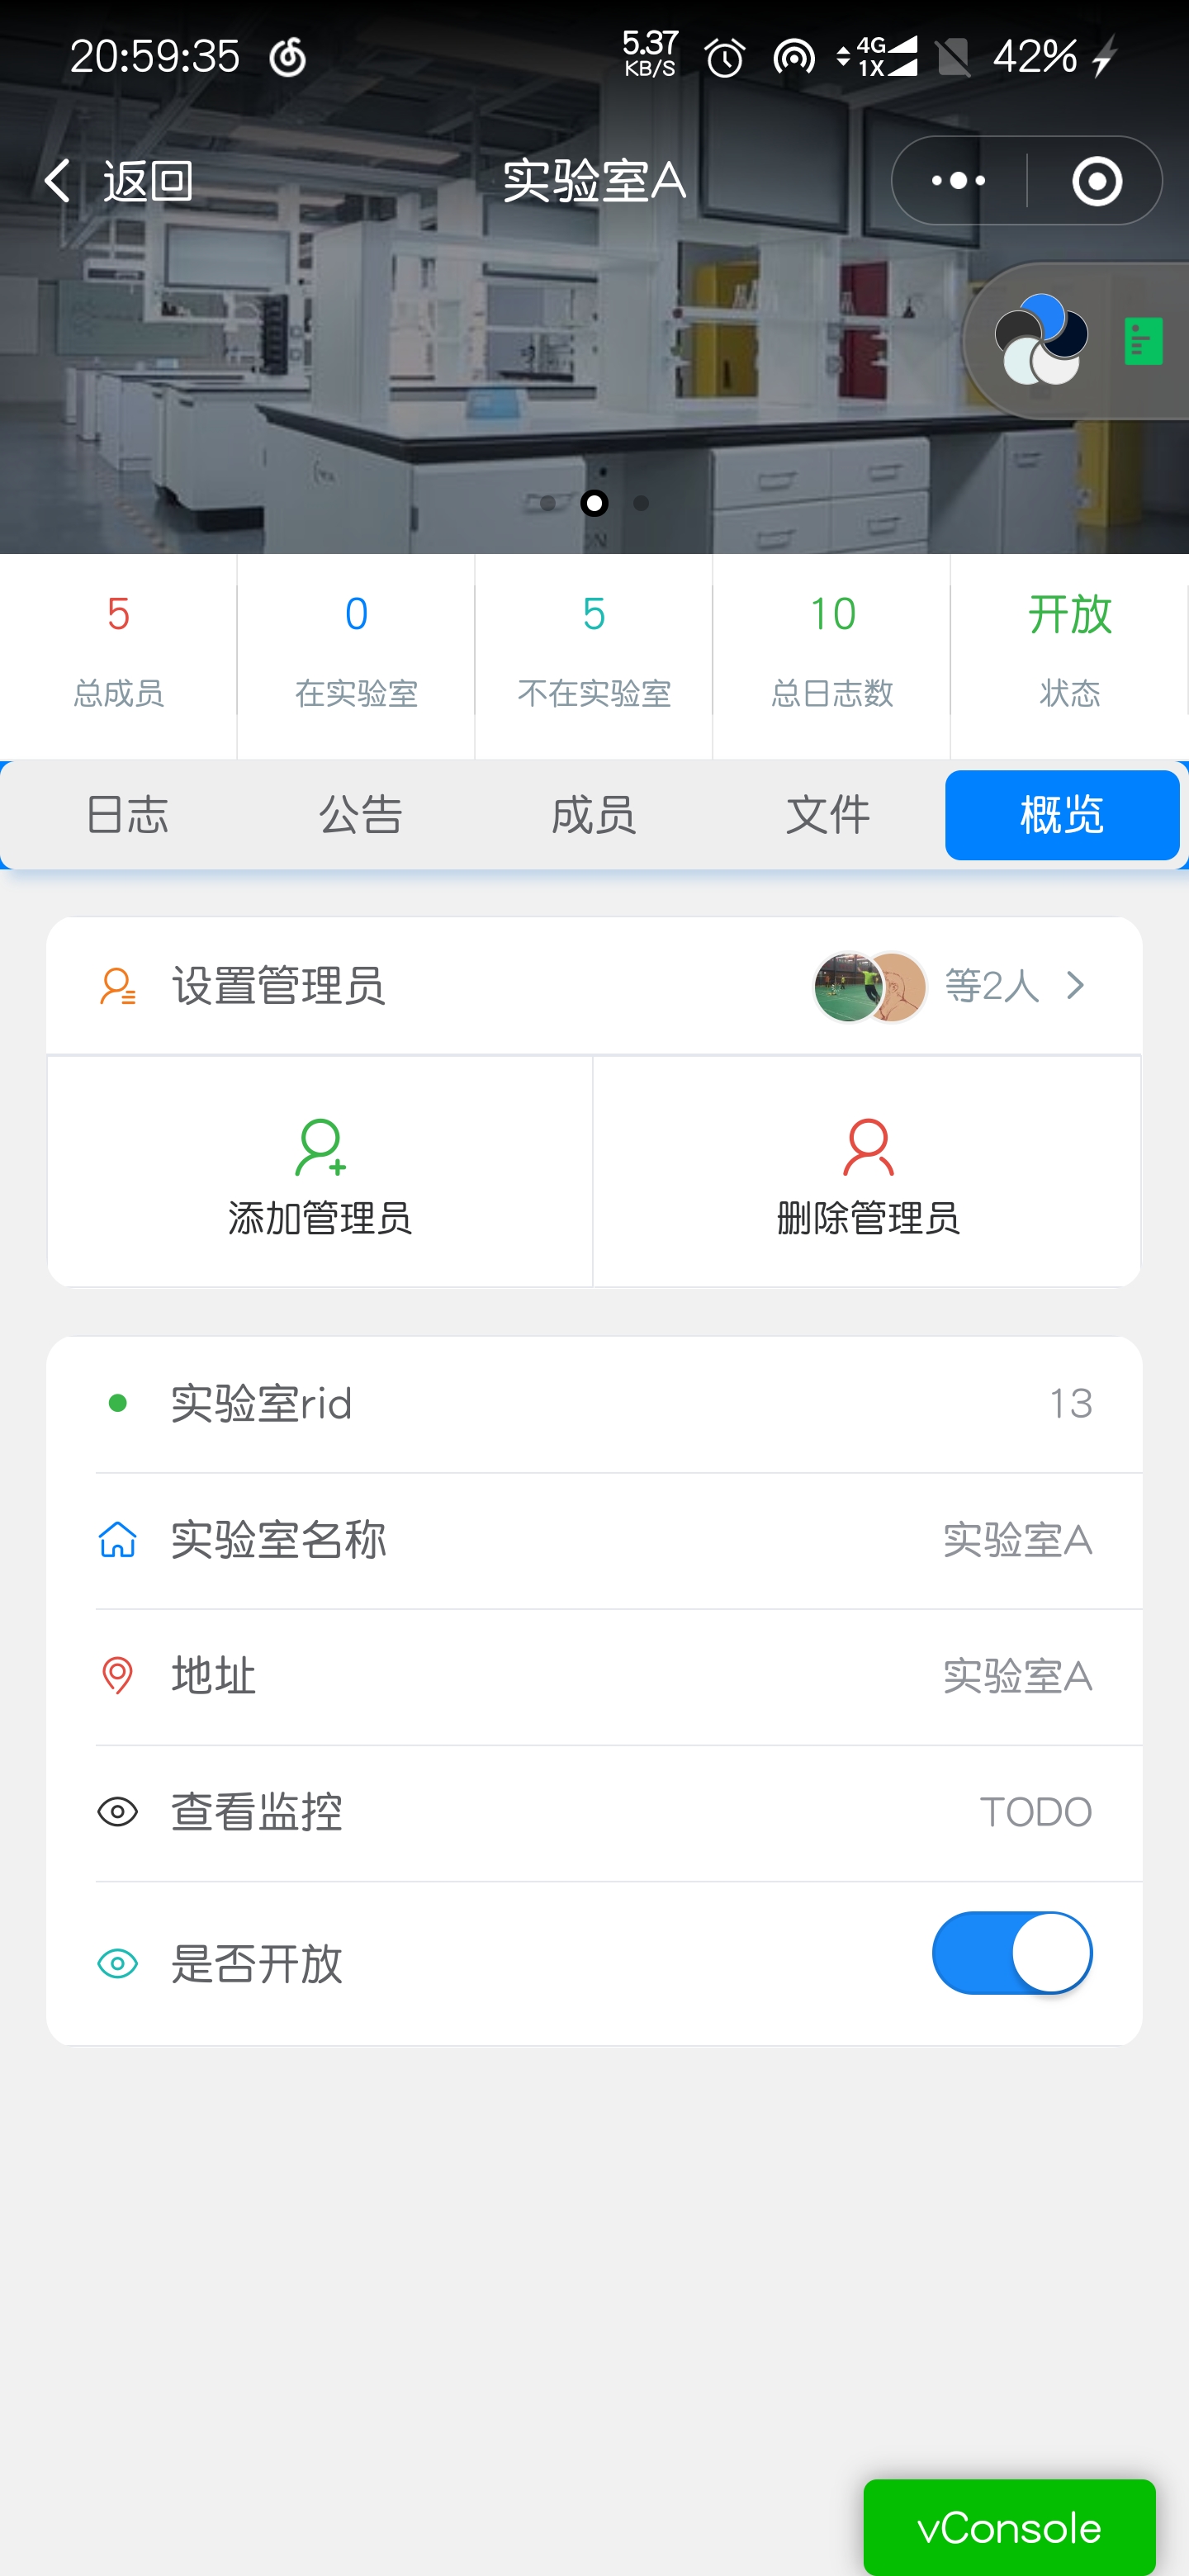 20:59:35
5.37
KB/S
4G
1X
42%
返回
实验室A
5
0
5
10
开放
总成员
在实验室
不在实验室
总日志数
状态
日志
公告
成员
文件
概览
设置管理员
等2人
添加管理员
删除管理员
实验室rid
13
实验室名称
实验室A
地址
实验室A
查看监控
TODO
是否开放
vConsole